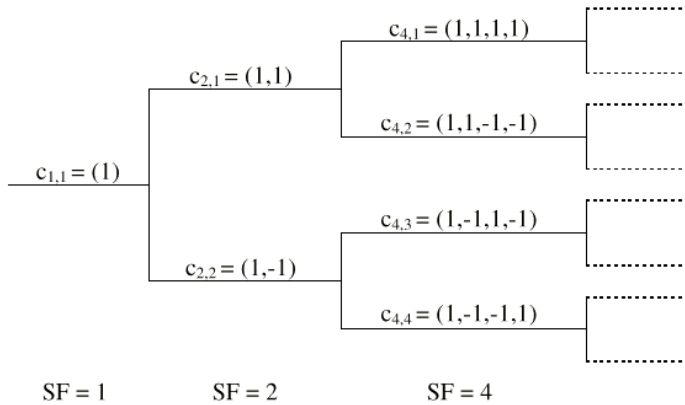 c4,1 = (1,1,1,1)
c2,1 = (1,1)
c4,2 = (1,1,-1,-1)
c1,1 = (1)
c4,3 = (1,-1,1,-1)
c2,2 = (1,-1)
c4,4 = (1,-1,-1,1)
SF = 1 SF = 2 SF = 4